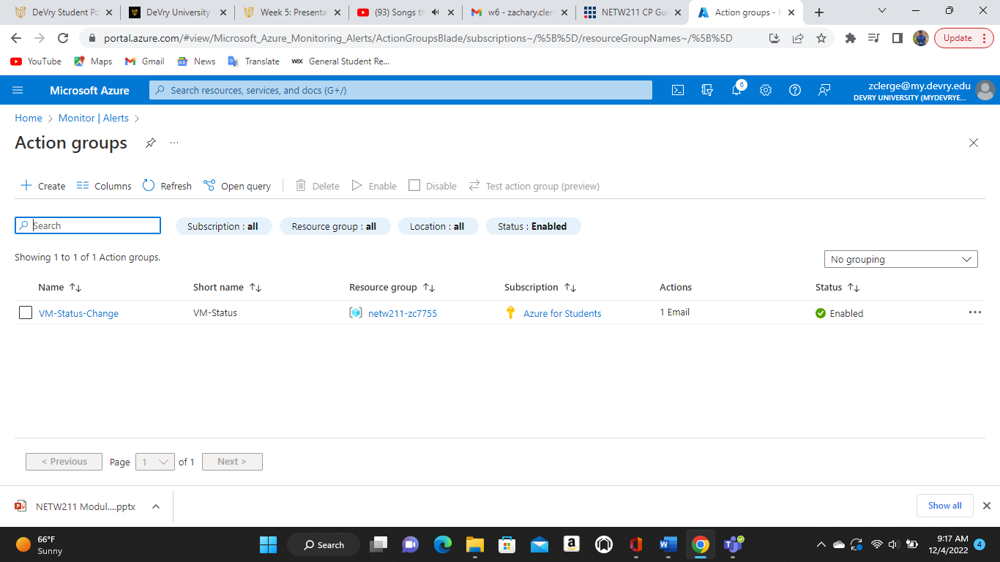 DeVry Student Po
DeVry University
Week 5: Presenta
(93) Songs th
w6 - zachary.cler
NETW211 CP Gu
Action groups -
portal.azure.com/#view/Microsoft_Azure_Monitoring_Alerts/ActionGroupsBlade/subscriptions~/%5B%5D/resourceGroupNames~/%5B%5D
Update
YouTube
Maps
Gmail
News
Translate
WIX General Student Re...
Microsoft Azure
Search resources, services, and docs (G+/)
6
zclerge@my.devry.edu
DEVRY UNIVERSITY (MYDEVRYE...
Home > Monitor | Alerts >
Action groups
Create
Columns
Refresh
Open query
Delete
Enable
Disable
Test action group (preview)
Search
Subscription : all
Resource group : all
Location : all
Status : Enabled
Showing 1 to 1 of 1 Action groups.
No grouping
Name
Short name
Resource group
Subscription
Actions
Status
VM-Status-Change
VM-Status
netw211-zc7755
Azure for Students
1 Email
Enabled
< Previous
Page 1 of 1
Next >
NETW211 Modul....pptx
Show all
66°F
Sunny
Search
9:17 AM
12/4/2022
4